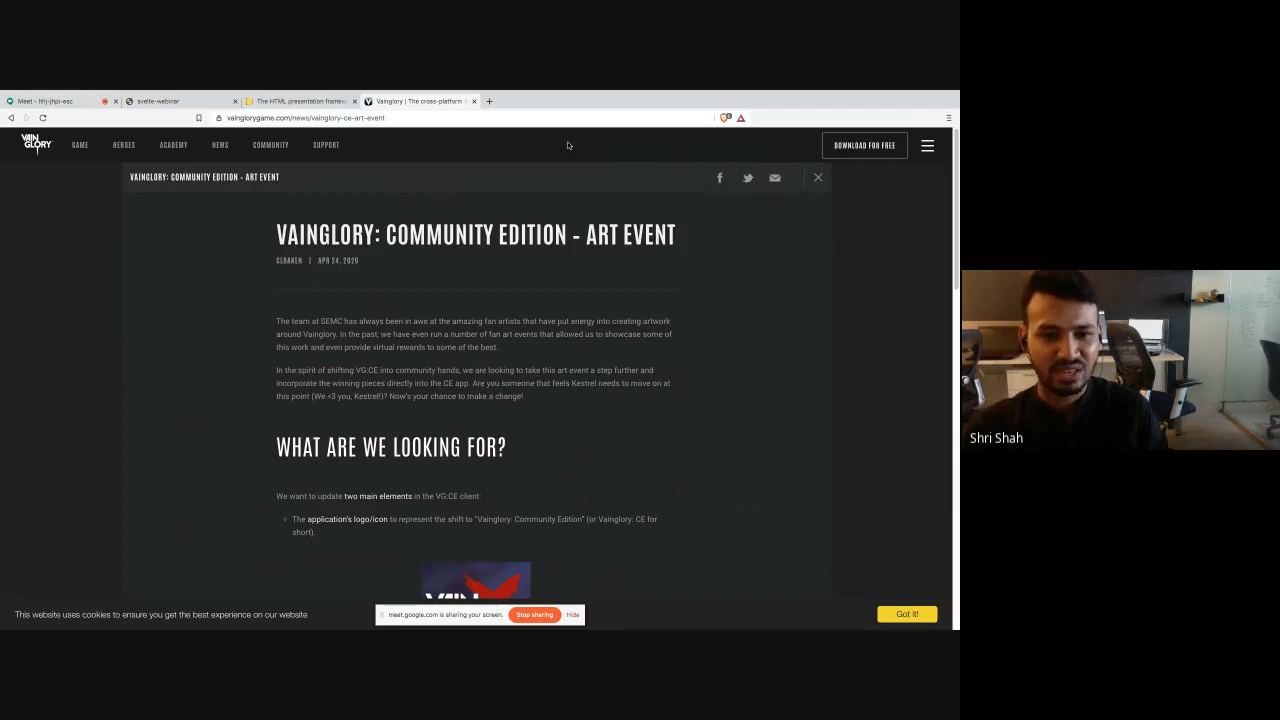 Meet - hhj-jhpi-esc
svelte-webinar
The HTML presentation framew
Vainglory | The cross-platform
vainglorygame.com/news/vainglory-ce-art-event
VAIN GLORY
GAME
HEROES
ACADEMY
NEWS
COMMUNITY
SUPPORT
DOWNLOAD FOR FREE
VAINGLORY: COMMUNITY EDITION - ART EVENT
VAINGLORY: COMMUNITY EDITION - ART EVENT
CLOAKEN | APR 24, 2020
The team at SEMC has always been in awe at the amazing fan artists that have put energy into creating artwork
around Vainglory. In the past, we have even run a number of fan art events that allowed us to showcase some of
this work and even provide virtual rewards to some of the best.
In the spirit of shifting VG:CE into community hands, we are looking to take this art event a step further and
incorporate the winning pieces directly into the CE app. Are you someone that feels Kestrel needs to move on at
this point (We <3 you, Kestrel!)? Now's your chance to make a change!
WHAT ARE WE LOOKING FOR?
We want to update two main elements in the VG:CE client:
The application's logo/icon to represent the shift to "Vainglory: Community Edition" (or Vainglory: CE for
short).
VAIN
This website uses cookies to ensure you get the best experience on our website
meet.google.com is sharing your screen.
Stop sharing
Hide
Got it!
Shri Shah